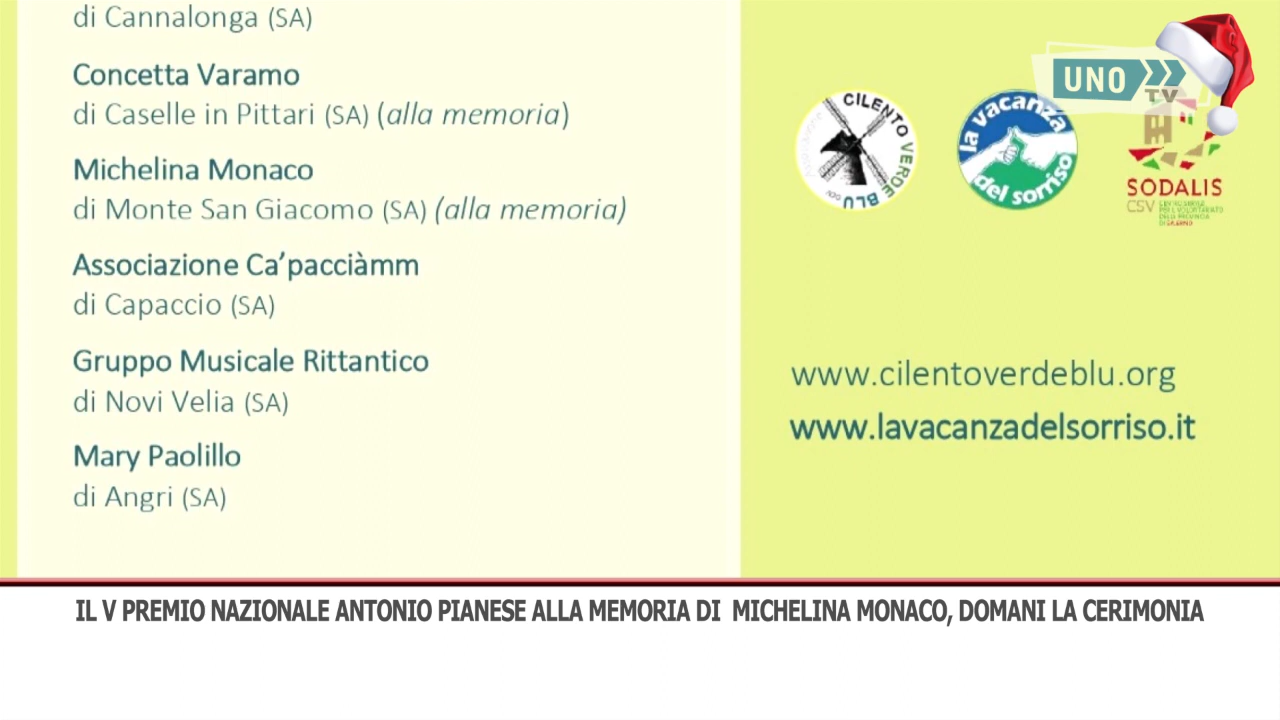 di Cannalonga (SA)
Concetta Varamo
di Caselle in Pittari (SA) (alla memoria)
Michelina Monaco
di Monte San Giacomo (SA) (alla memoria)
Associazione Ca'pacciàmm
di Capaccio (SA)
Gruppo Musicale Rittantico
di Novi Velia (SA)
Mary Paolillo
di Angri (SA)
UNO
TV
CILENTO VERDE BLU
la vacanza
del sorriso
SODALIS
CSV
www.cilentoverdeblu.org
www.lavacanzadelsorriso.it
IL V PREMIO NAZIONALE ANTONIO PIANESE ALLA MEMORIA DI  MICHELINA MONACO, DOMANI LA CERIMONIA